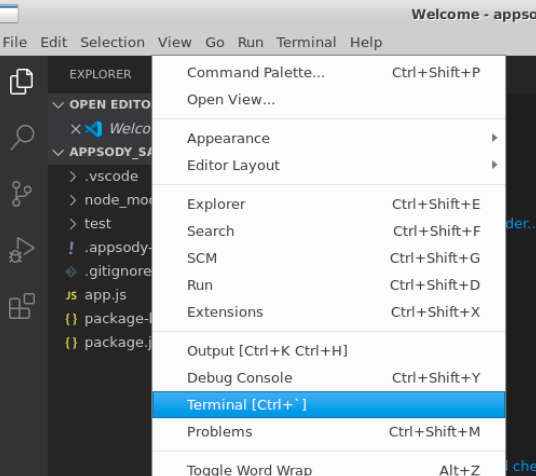 Welcome - appso
File Edit Selection View Go Run Terminal Help
EXPLORER
OPEN EDITO
Welco
APPSODY_SA
.vscode
node_mod
test
! .appsody-
.gitignore
JS app.js
{} package-l
{} package.j
Command Palette... Ctrl+Shift+P
Open View...
Appearance
Editor Layout
Explorer Ctrl+Shift+E
Search Ctrl+Shift+F
SCM Ctrl+Shift+G
Run Ctrl+Shift+D
Extensions Ctrl+Shift+X
Output [Ctrl+K Ctrl+H]
Debug Console Ctrl+Shift+Y
Terminal [Ctrl+`]
Problems Ctrl+Shift+M
Toggle Word Wrap Alt+Z
der..
che